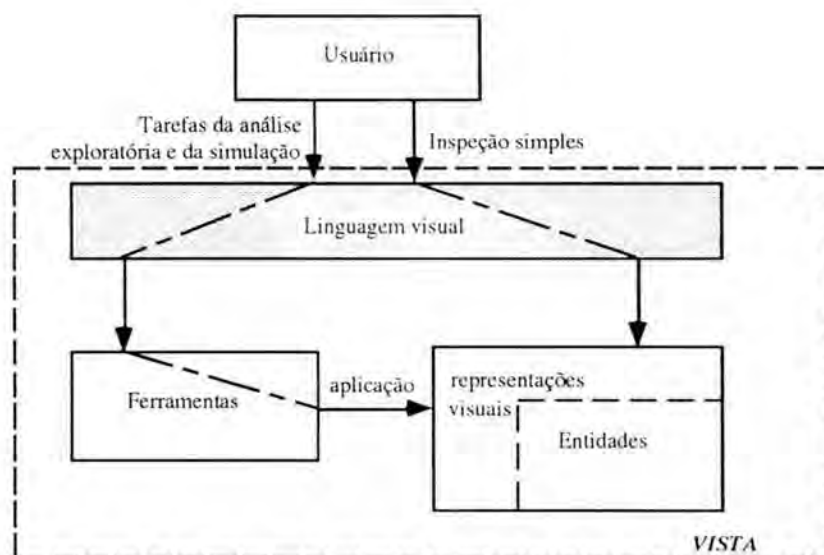 Usuário
Tarefas da análise
exploratória e da simulação
Inspeção simples
Linguagem visual
Ferramentas
aplicação
representações
visuais
Entidades
VISTA